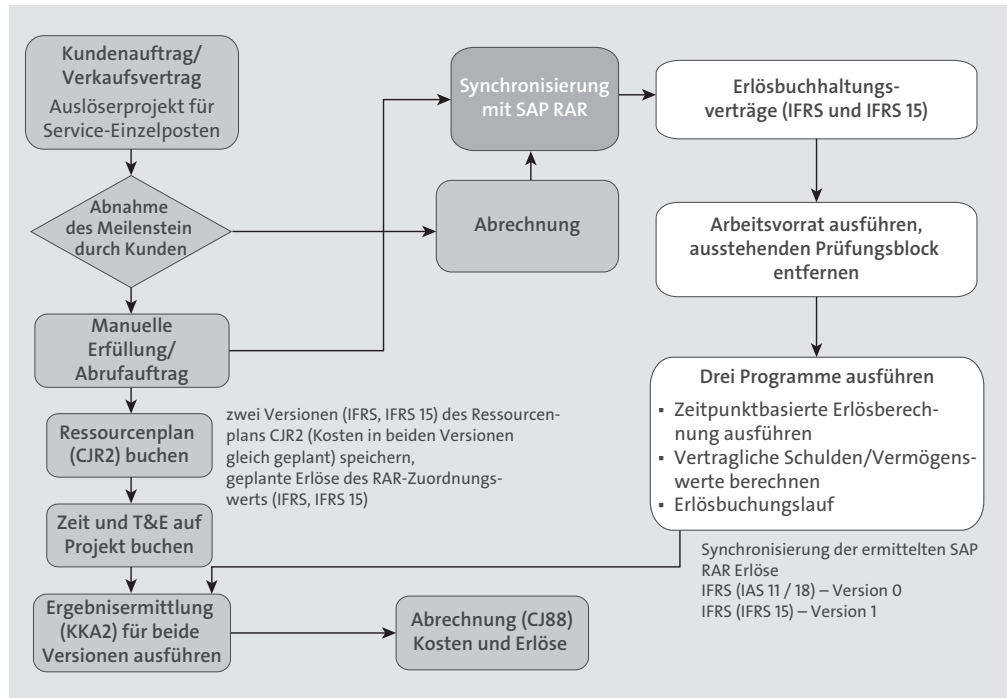 Kundenauftrag/
Verkaufsvertrag
Auslöserprojekt für
Service-Einzelposten
Abnahme
des Meilenstein
durch Kunden
Manuelle
Erfüllung/
Abrufauftrag
Ressourcenplan
(CJR2) buchen
Zeit und T&E auf
Projekt buchen
Ergebnisermittlung
(KKA2) für beide
Versionen ausführen
zwei Versionen (IFRS, IFRS 15) des Ressourcen-
plans CJR2 (Kosten in beiden Versionen
gleich geplant) speichern,
geplante Erlöse des RAR-Zuordnungs-
werts (IFRS, IFRS 15)
Abrechnung (CJ88)
Kosten und Erlöse
Synchronisierung
mit SAP RAR
Abrechnung
Erlösbuchhaltungs-
verträge (IFRS und IFRS 15)
Arbeitsvorrat ausführen,
ausstehenden Prüfungsblock
entfernen
Drei Programme ausführen
▪ Zeitpunktbasierte Erlösberech-
nung ausführen
▪ Vertragliche Schulden/Vermögens-
werte berechnen
▪ Erlösbuchungslauf
Synchronisierung der ermittelten SAP
RAR Erlöse
IFRS (IAS 11 / 18) – Version 0
IFRS (IFRS 15) – Version 1